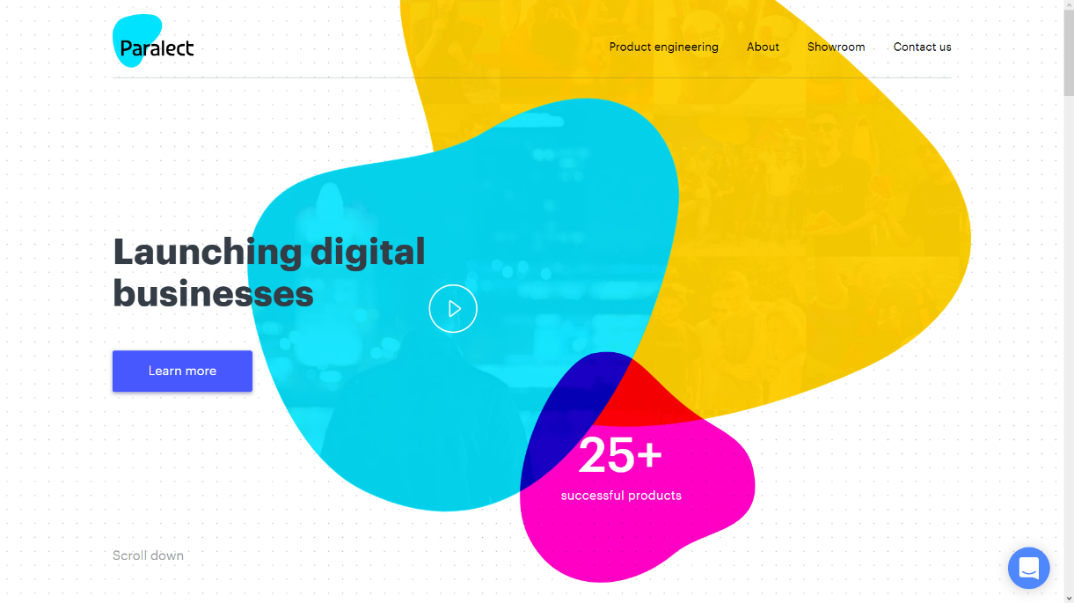 Paralect
Product engineering
About
Showroom
Contact us
Launching digital
businesses
Learn more
25+
successful products
Scroll down